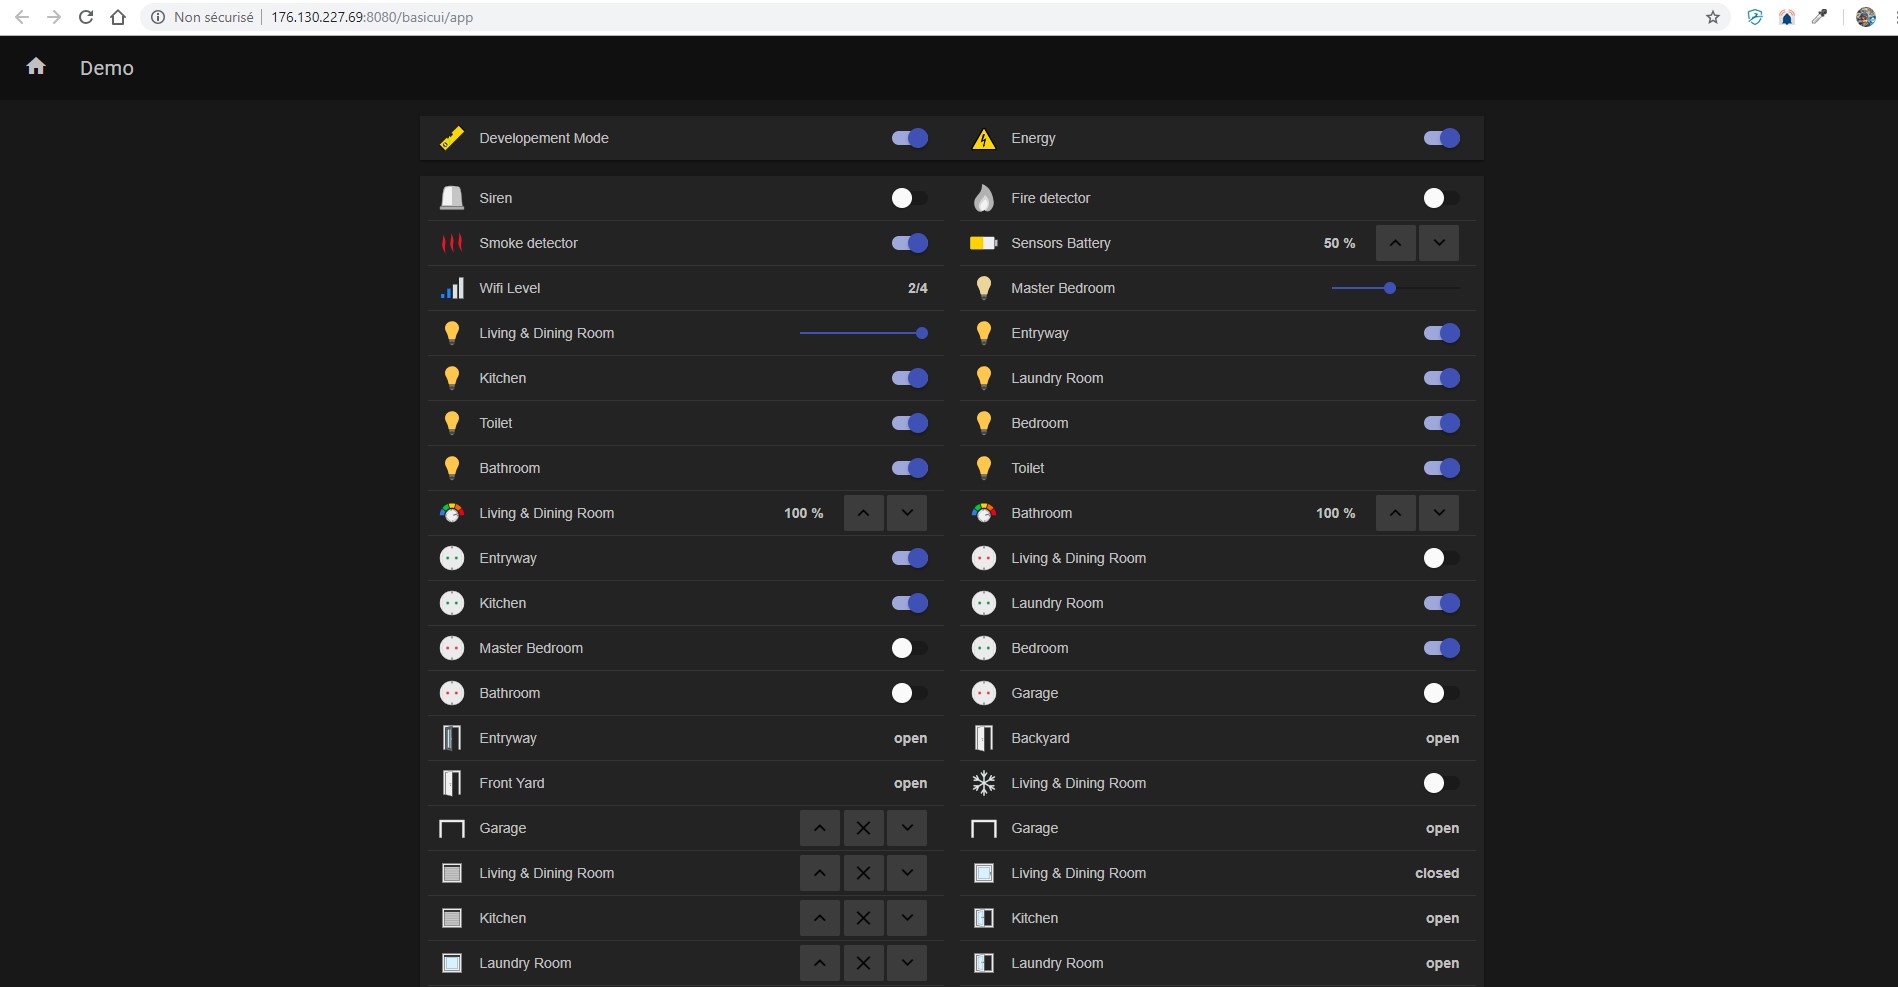 Non sécurisé 176.130.227.69:8080/basicui/app
Demo
Developement Mode
Energy
Siren
Fire detector
Smoke detector
Sensors Battery 50 %
Wifi Level 2/4
Master Bedroom
Living & Dining Room
Entryway
Kitchen
Laundry Room
Toilet
Bedroom
Bathroom
Toilet
Living & Dining Room 100 %
Bathroom 100 %
Entryway
Living & Dining Room
Kitchen
Laundry Room
Master Bedroom
Bedroom
Bathroom
Garage
Entryway open
Backyard open
Front Yard open
Living & Dining Room
Garage
Garage open
Living & Dining Room
Living & Dining Room closed
Kitchen
Kitchen open
Laundry Room
Laundry Room open